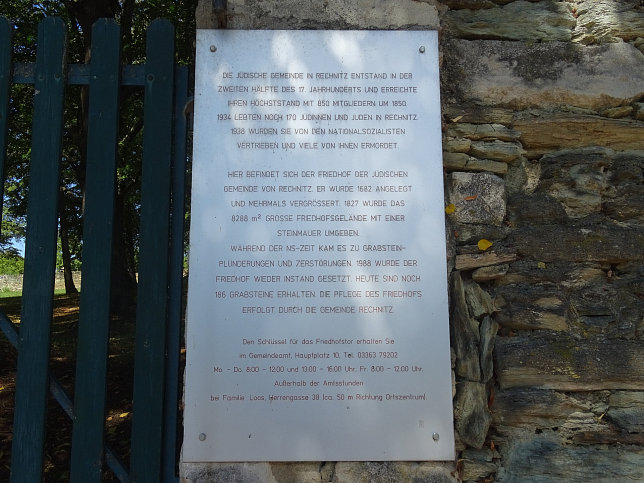 DIE JÜDISCHE GEMEINDE IN RECHNITZ ENTSTAND IN DER
ZWEITEN HÄLFTE DES 17. JAHRHUNDERTS UND ERREICHTE
IHREN HÖCHSTSTAND MIT 850 MITGLIEDERN UM 1850.
1934 LEBTEN NOCH 170 JÜDINNEN UND JUDEN IN RECHNITZ.
1938 WURDEN SIE VON DEN NATIONALSOZIALISTEN
VERTRIEBEN UND VIELE VON IHNEN ERMORDET.
HIER BEFINDET SICH DER FRIEDHOF DER JÜDISCHEN
GEMEINDE VON RECHNITZ. ER WURDE 1682 ANGELEGT
UND MEHRMALS VERGRÖSSERT. 1827 WURDE DAS
8288 m² GROSSE FRIEDHOFSGELÄNDE MIT EINER
STEINMAUER UMGEBEN.
WÄHREND DER NS-ZEIT KAM ES ZU GRABSTEIN-
PLÜNDERUNGEN UND ZERSTÖRUNGEN. 1988 WURDE DER
FRIEDHOF WIEDER INSTAND GESETZT. HEUTE SIND NOCH
186 GRABSTEINE ERHALTEN. DIE PFLEGE DES FRIEDHOFS
ERFOLGT DURCH DIE GEMEINDE RECHNITZ.
Den Schlüssel für das Friedhofstor erhalten Sie
im Gemeindeamt, Hauptplatz 10, Tel. 03363 79202
Mo. - Do. 8:00 - 12:00 und 13:00 - 16:00 Uhr, Fr. 8:00 - 12:00 Uhr.
Außerhalb der Amtsstunden
bei Familie Loos, Herrengasse 38 (ca. 50 m Richtung Ortszentrum).